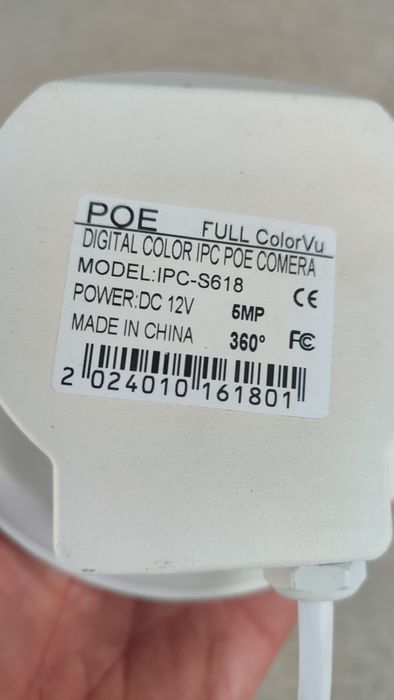 POE FULL ColorVu
DIGITAL COLOR IPC POE COMERA
MODEL:IPC-S618
CE
POWER:DC 12V 5MP
MADE IN CHINA 360° FC
2 024010 161801